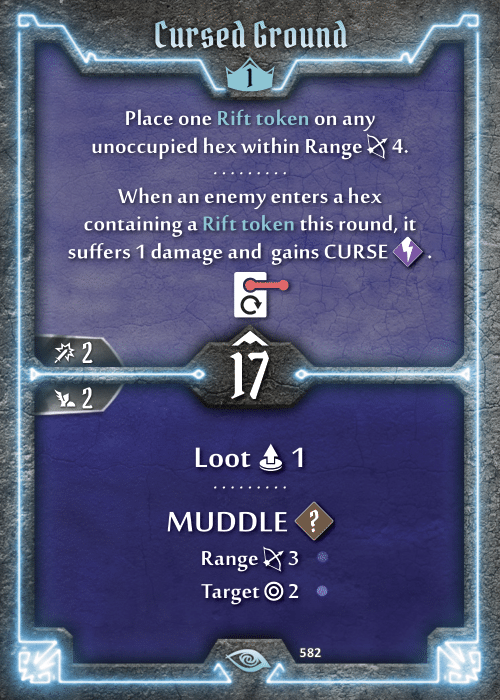 Cursed Ground
1
Place one Rift token on any
unoccupied hex within Range 4.
When an enemy enters a hex
containing a Rift token this round, it
suffers 1 damage and gains CURSE .
2
17
2
Loot 1
MUDDLE ?
Range 3
Target 2
582